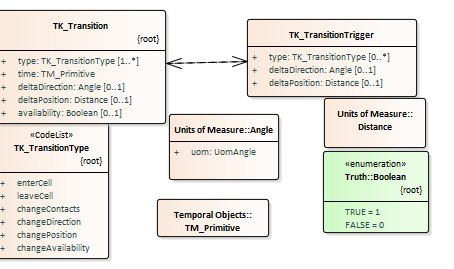 TK_Transition
{root}
+ type: TK_TransitionType [1..*]
+ time: TM_Primitive
+ deltaDirection: Angle [0..1]
+ deltaPosition: Distance [0..1]
+ availability: Boolean [0..1]
TK_TransitionTrigger
+ type: TK_TransitionType [0..*]
+ deltaDirection: Angle [0..1]
+ deltaPosition: Distance [0..1]
«CodeList»
TK_TransitionType
{root}
+ enterCell
+ leaveCell
+ changeContacts
+ changeDirection
+ changePosition
+ changeAvailability
Units of Measure::Angle
+ uom: UomAngle
Temporal Objects::
TM_Primitive
Units of Measure::
Distance
«enumeration»
Truth::Boolean
{root}
TRUE = 1
FALSE = 0